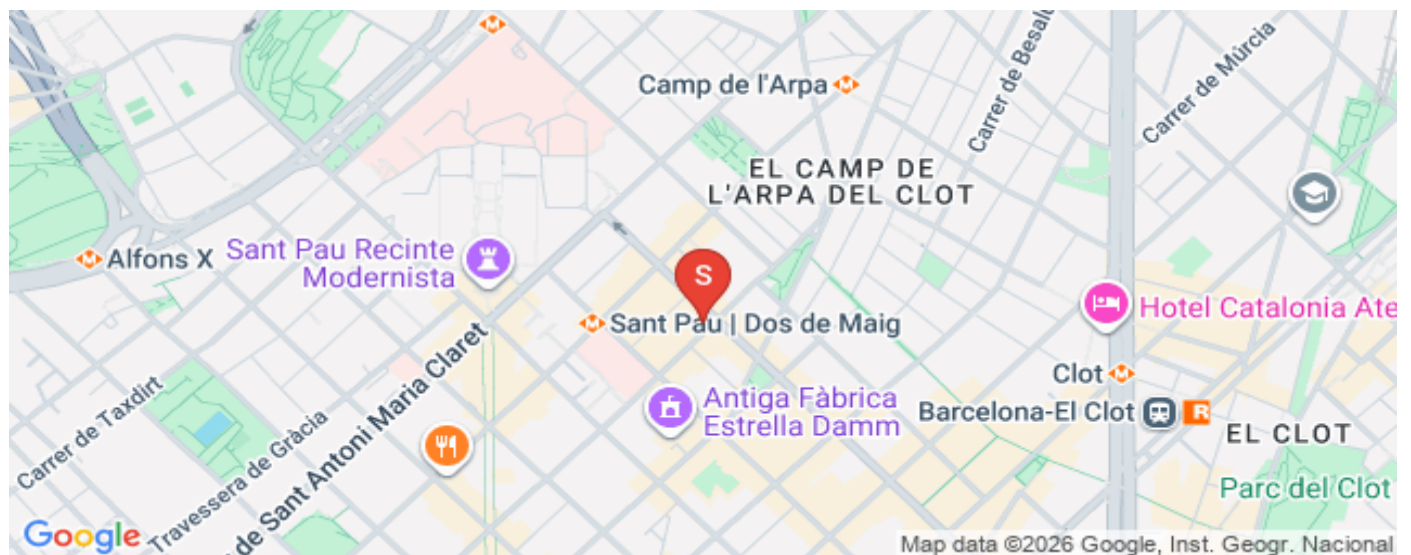 Camp de l'Arpa
Carrer de Besalú
Carrer de Múrcia
EL CAMP DE
L'ARPA DEL CLOT
Alfons X
Sant Pau Recinte
Modernista
S
Hotel Catalonia Ate
Sant Pau | Dos de Maig
Clot
Antiga Fàbrica
Estrella Damm
Barcelona-El Clot
R
EL CLOT
Carrer de Taxdirt
Travessera de Gràcia
de Sant Antoni Maria Claret
Parc del Clot
Google
Map data ©2026 Google, Inst. Geogr. Nacional